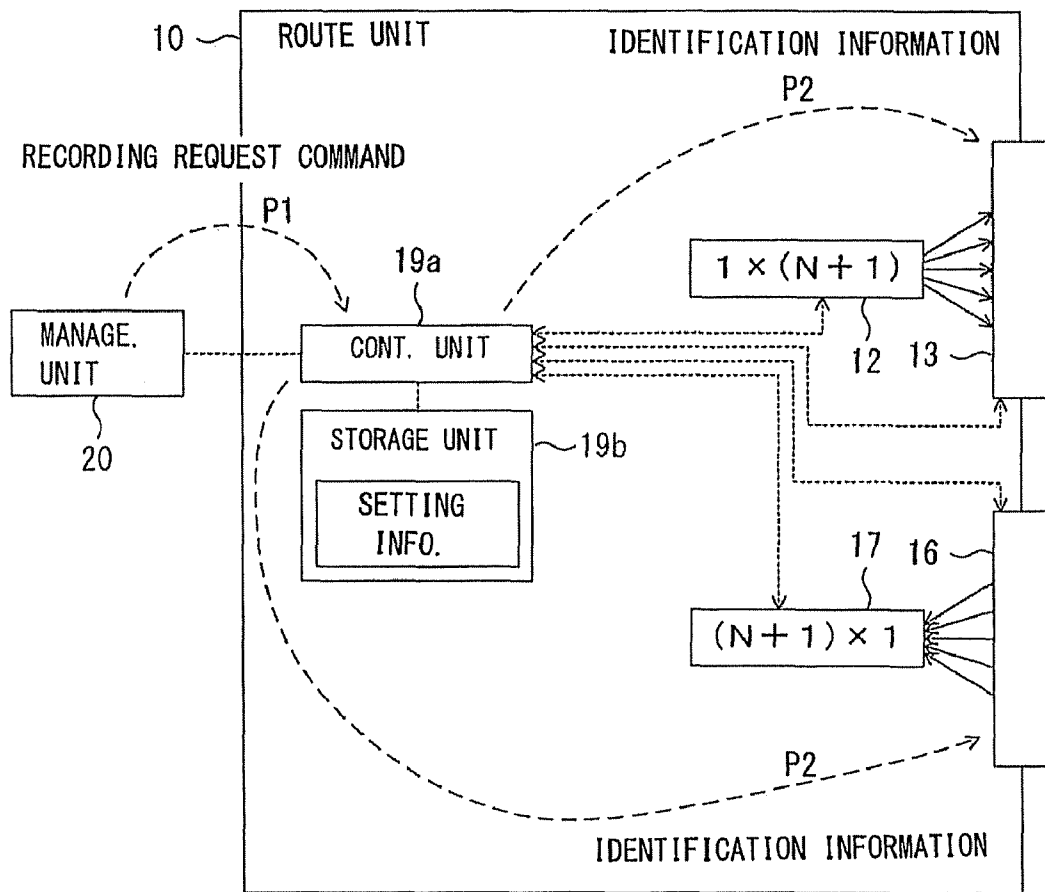 10
ROUTE UNIT
IDENTIFICATION INFORMATION
P2
RECORDING REQUEST COMMAND
P1
19a
1×(N+1)
MANAGE.
UNIT
CONT. UNIT
12
13
20
STORAGE UNIT
19b
SETTING
INFO.
17
16
(N+1)×1
P2
IDENTIFICATION INFORMATION